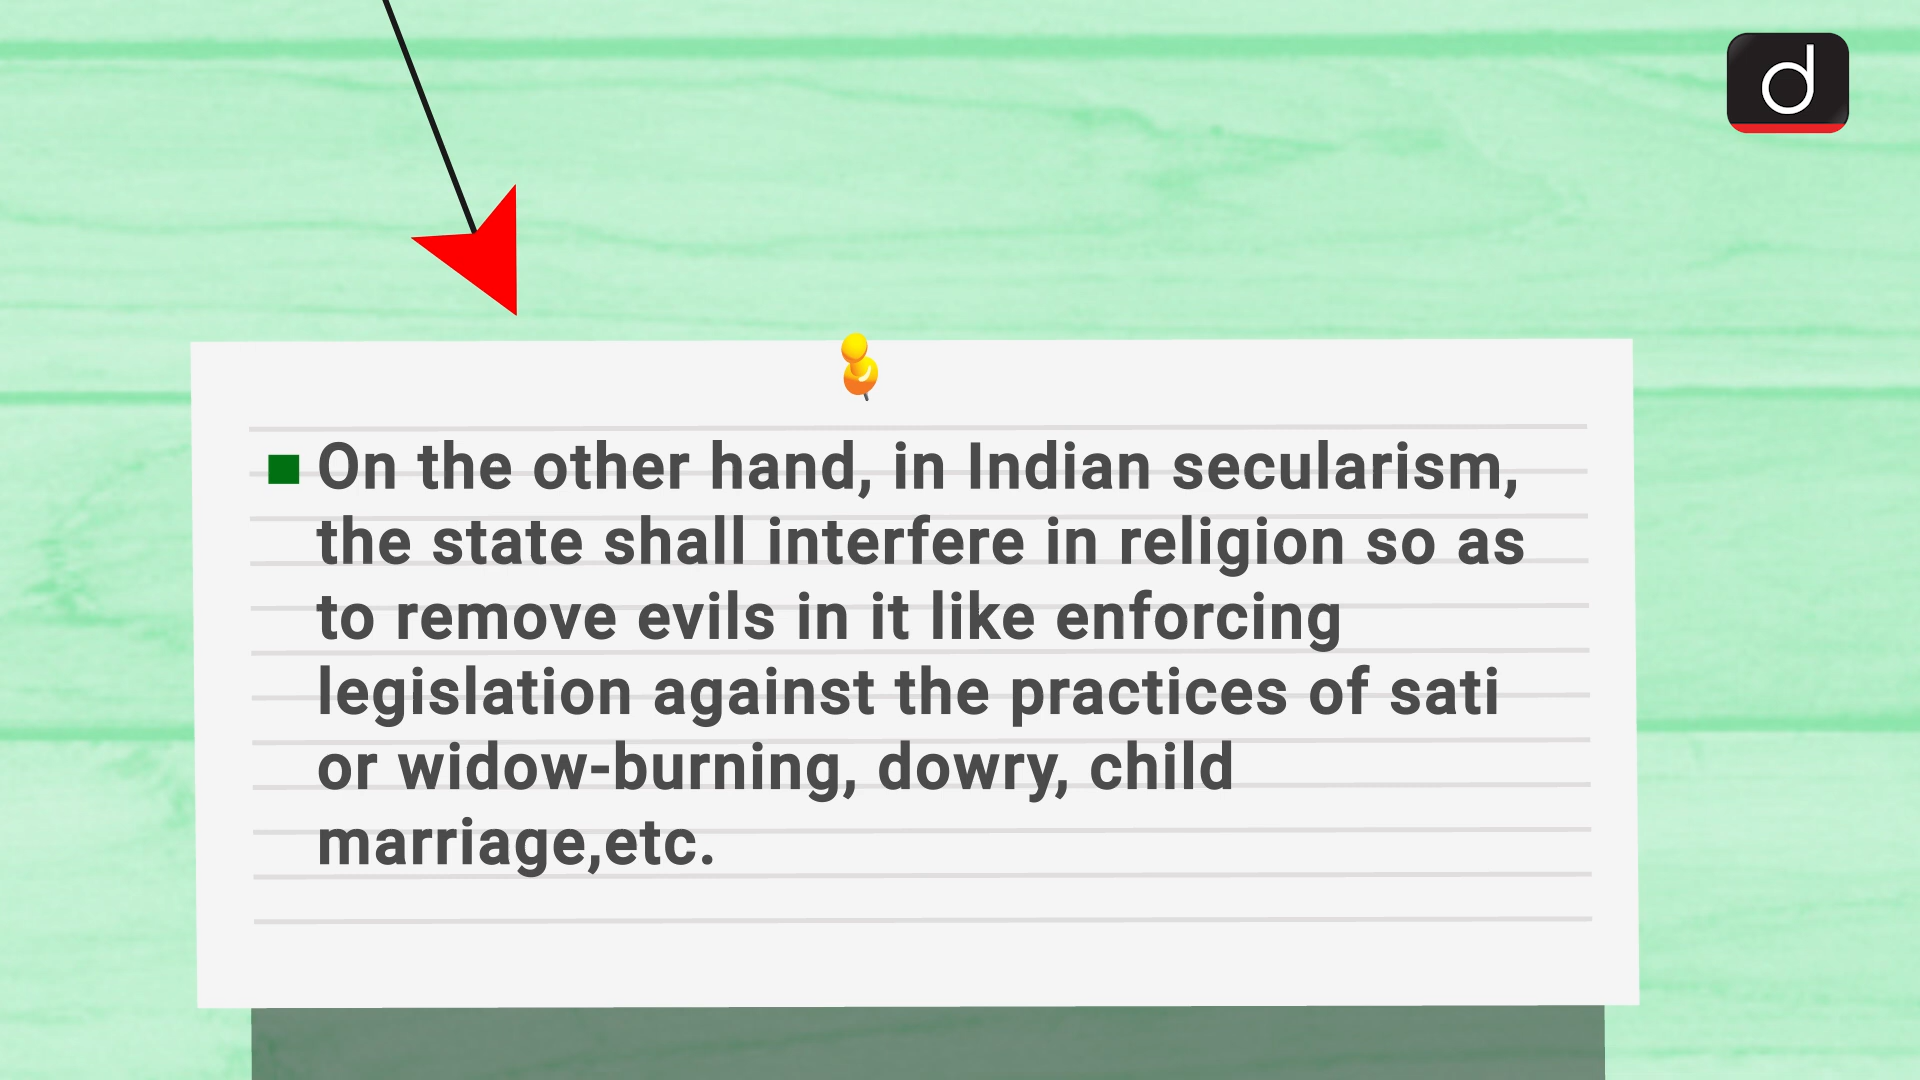 d
On the other hand, in Indian secularism,
the state shall interfere in religion so as
to remove evils in it like enforcing
legislation against the practices of sati
or widow-burning, dowry, child
marriage,etc.